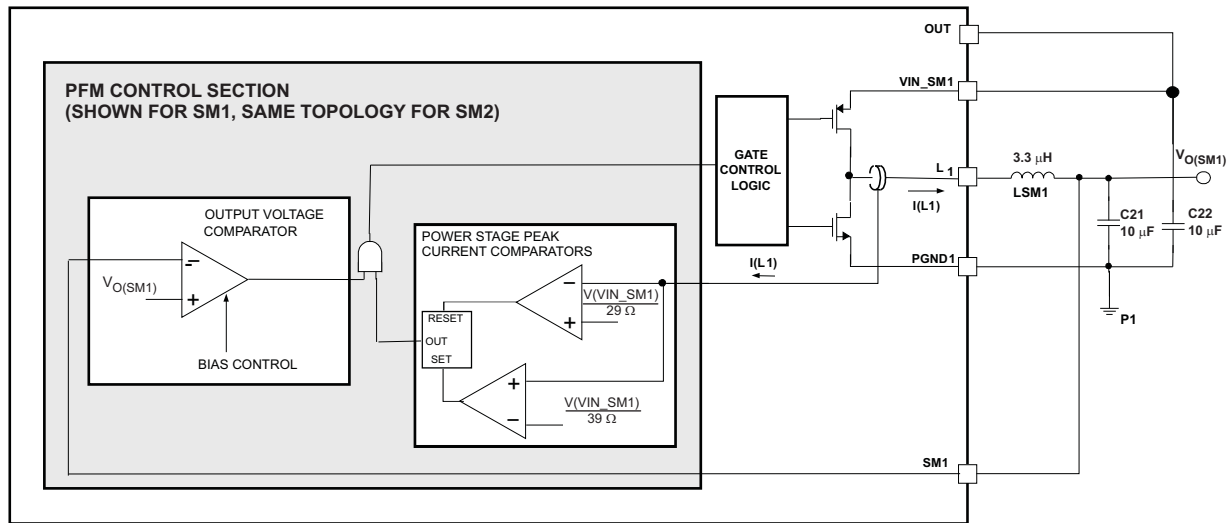 OUT
PFM CONTROL SECTION
(SHOWN FOR SM1, SAME TOPOLOGY FOR SM2)
VIN_SM1
GATE
CONTROL
LOGIC
L1
3.3 μH
LSM1
VO(SM1)
I(L1)
C21
10 μF
C22
10 μF
OUTPUT VOLTAGE
COMPARATOR
-
VO(SM1)
+
BIAS CONTROL
POWER STAGE PEAK
CURRENT COMPARATORS
I(L1)
PGND1
P1
−
V(VIN_SM1)
29 Ω
+
RESET
OUT
SET
+
−
V(VIN_SM1)
39 Ω
SM1